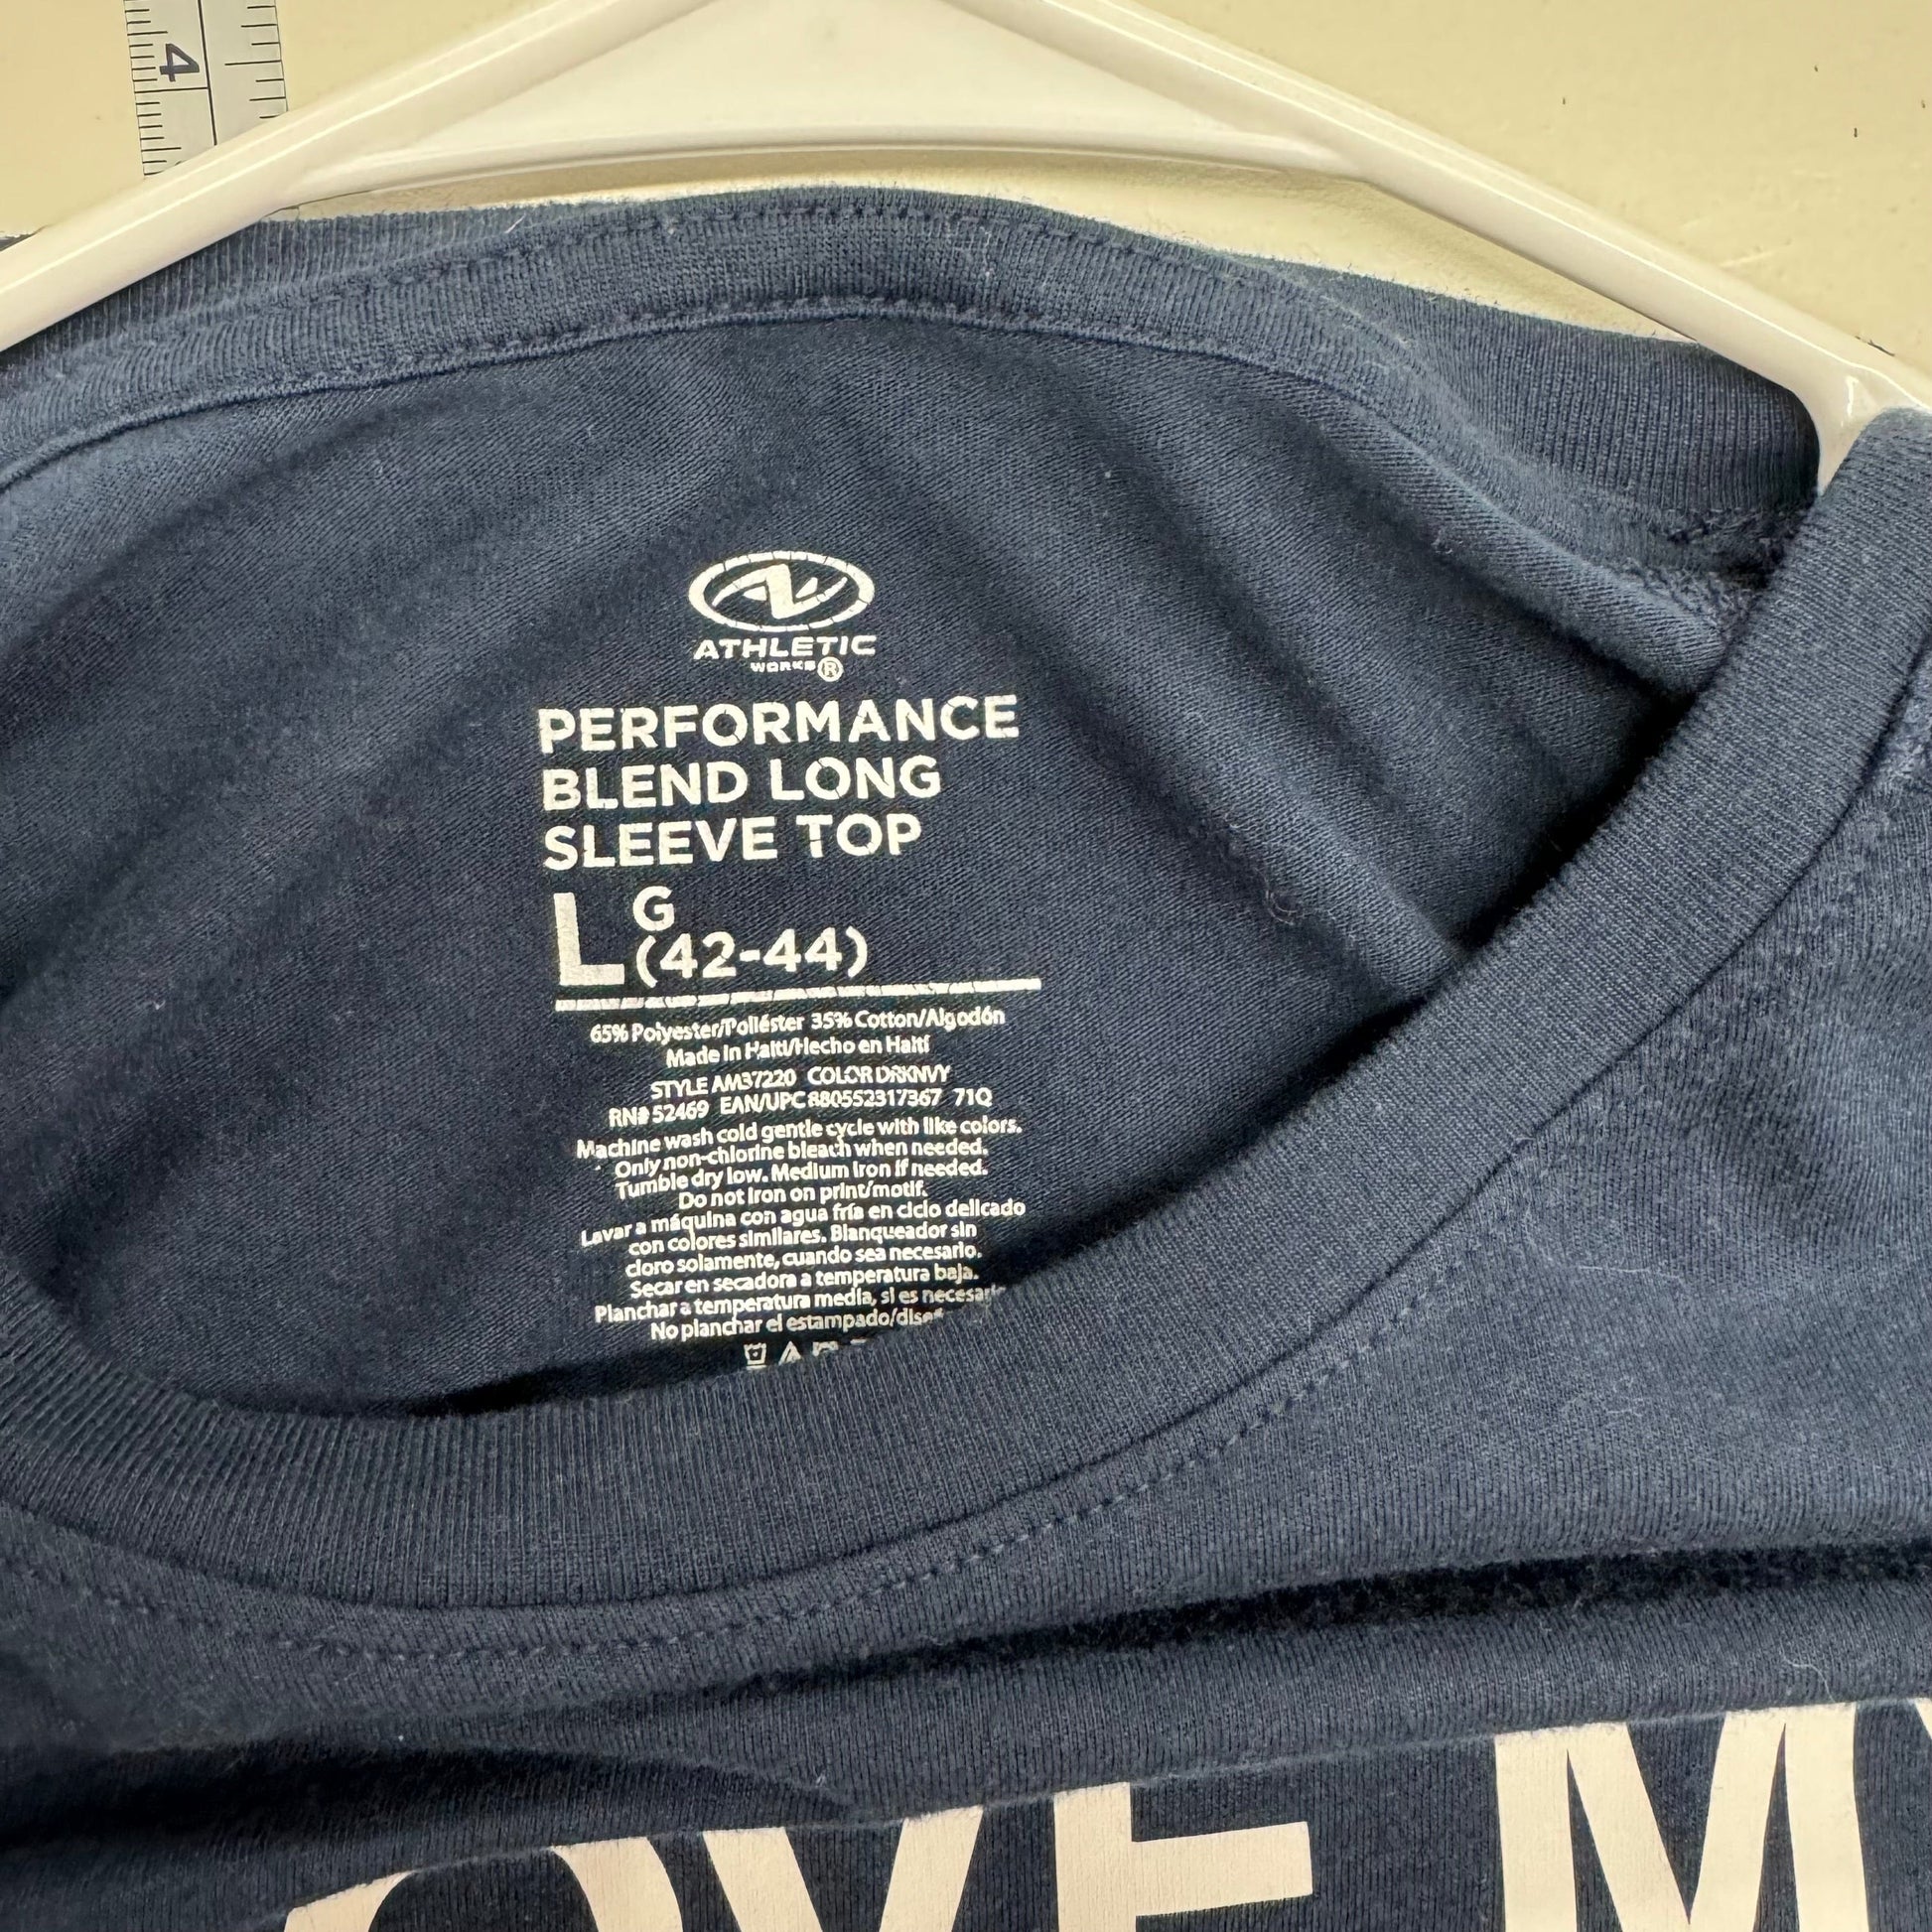 4
ATHLETIC
WORKS®
PERFORMANCE
BLEND LONG
SLEEVE TOP
L G
(42-44)
65% Polyester/Poliéster 35% Cotton/Algodón
Made in Haiti/Hecho en Haití
STYLE AM37220 COLOR DRKNVY
RN# 52469 EAN/UPC 880552317367 71Q
Machine wash cold gentle cycle with like colors.
Only non-chlorine bleach when needed.
Tumble dry low. Medium iron if needed.
Do not iron on print/motif.
Lavar a máquina con agua fría en ciclo delicado
con colores similares. Blanqueador sin
cloro solamente, cuando sea necesario.
Secar en secadora a temperatura baja.
Planchar a temperatura media, si es
No planchar el estampado/
OVE M